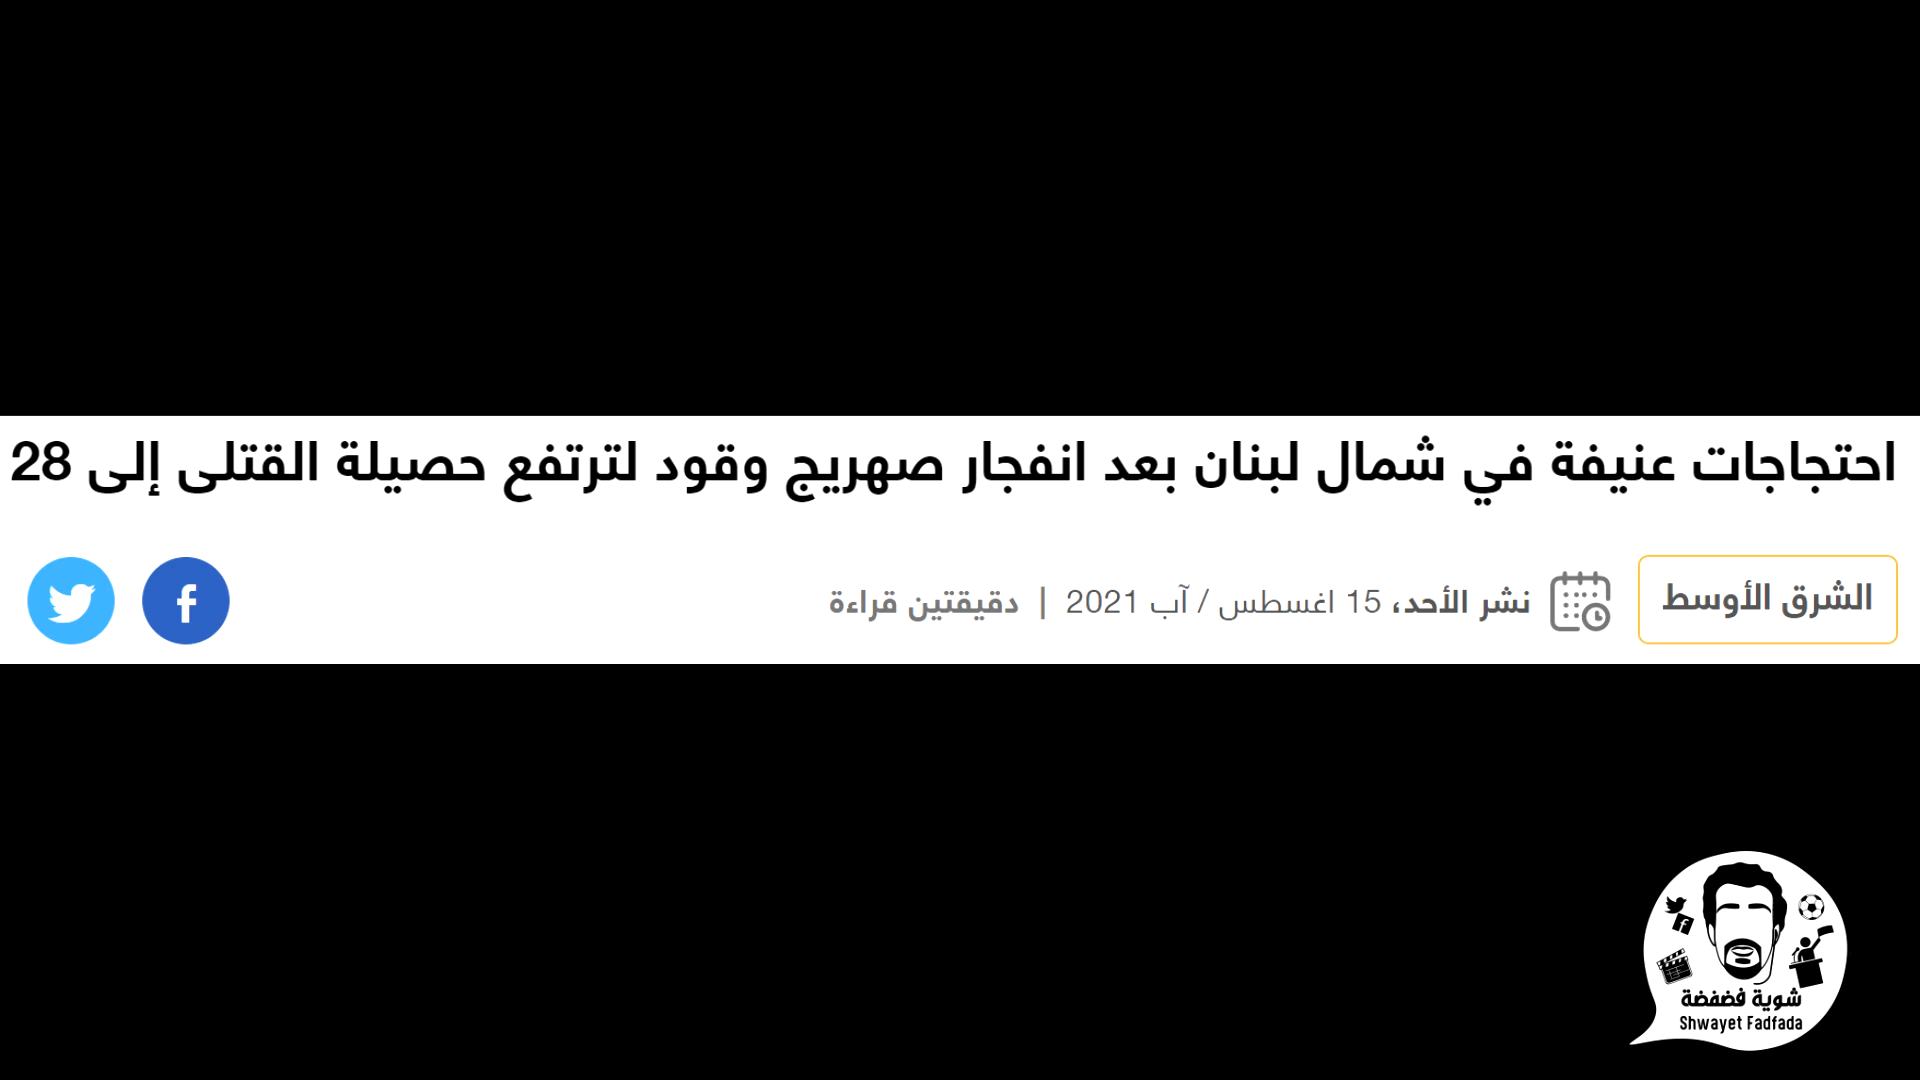 احتجاجات عنيفة في شمال لبنان بعد انفجار صهريج وقود لترتفع حصيلة القتلى إلى 28
الشرق الأوسط
نشر الأحد، 15 اغسطس / آب 2021 | دقيقتين قراءة
شوية فضفضة
Shwayet Fadfada